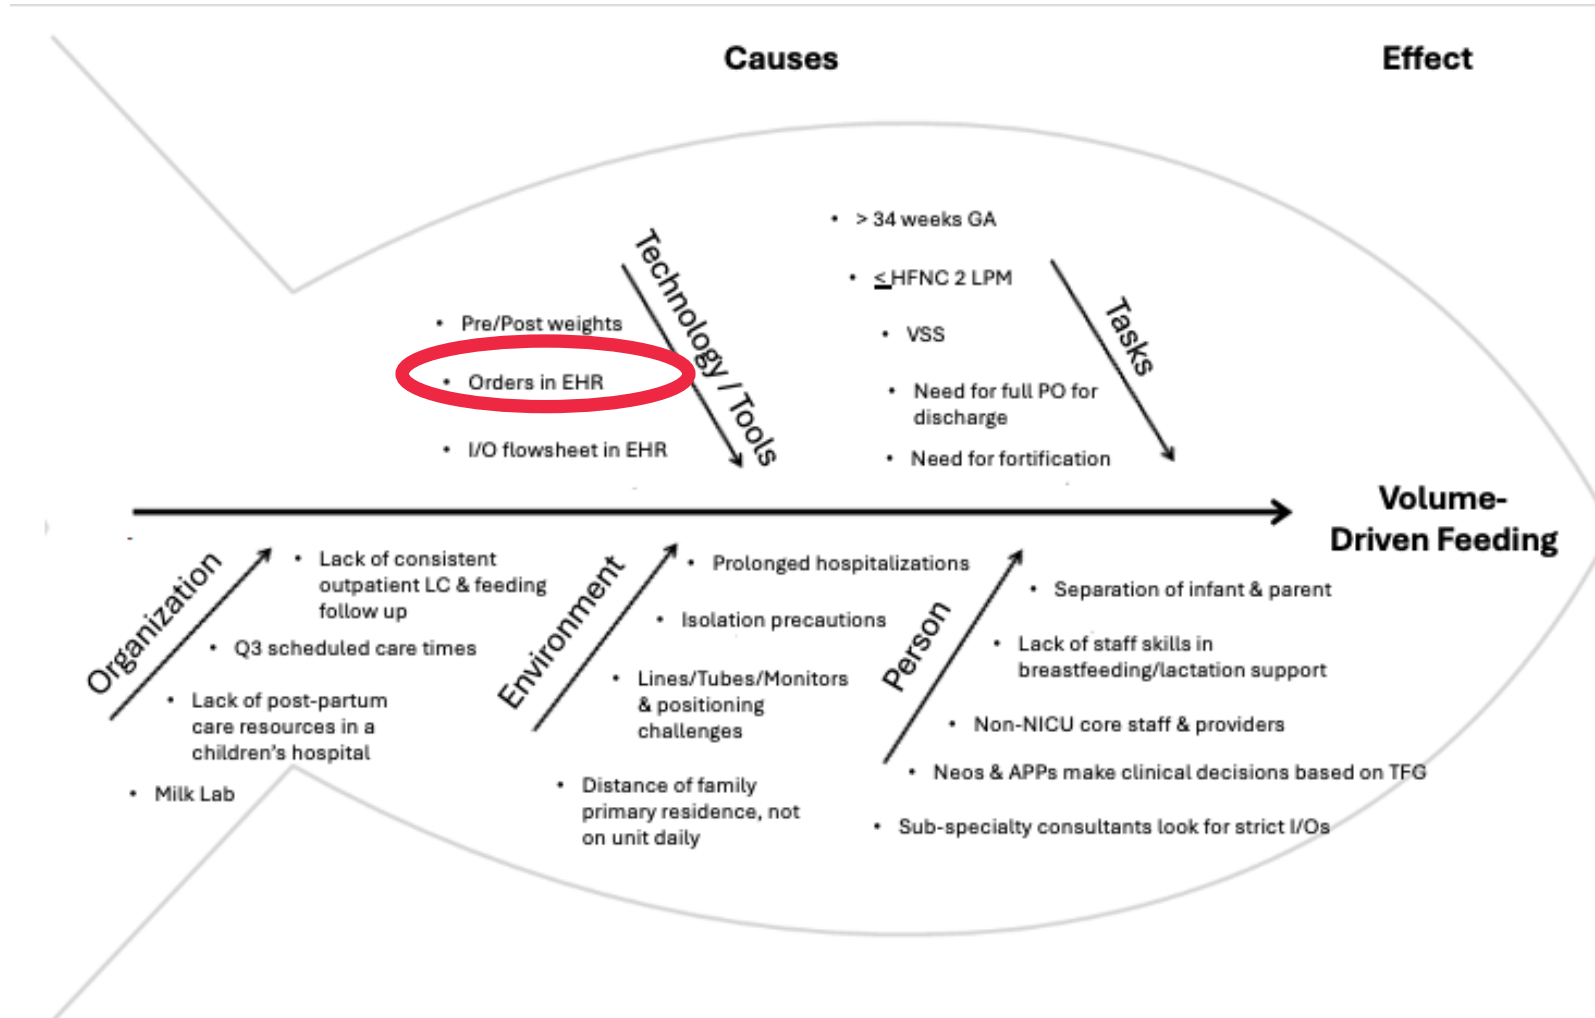 Causes
Effect
Technology / Tools
• Pre/Post weights
• Orders in EHR
• I/O flowsheet in EHR
Tasks
• > 34 weeks GA
• ≤ HFNC 2 LPM
• VSS
• Need for full PO for
discharge
• Need for fortification
Volume-
Driven Feeding
Organization
• Lack of consistent
outpatient LC & feeding
follow up
• Q3 scheduled care times
• Lack of post-partum
care resources in a
children's hospital
• Milk Lab
Environment
• Prolonged hospitalizations
• Isolation precautions
• Lines/Tubes/Monitors
& positioning
challenges
• Distance of family
primary residence, not
on unit daily
Person
• Separation of infant & parent
• Lack of staff skills in
breastfeeding/lactation support
• Non-NICU core staff & providers
• Neos & APPs make clinical decisions based on TFG
• Sub-specialty consultants look for strict I/Os